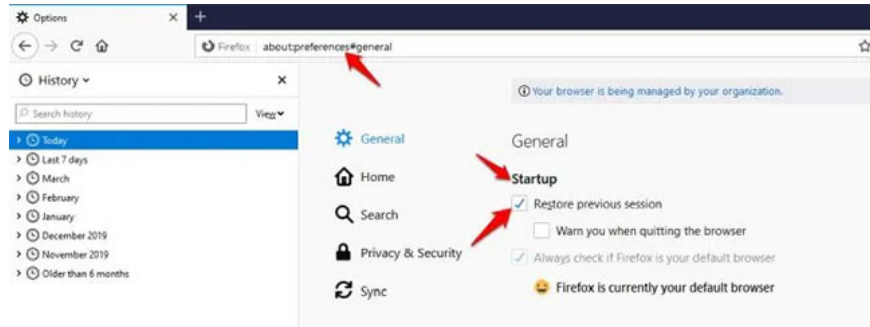 Options
Firefox about:preferences#general
History
Search history View
Today
Last 7 days
March
February
January
December 2019
November 2019
Older than 6 months
Your browser is being managed by your organization.
General
Home
Search
Privacy & Security
Sync
General
Startup
Restore previous session
Warn you when quitting the browser
Always check if Firefox is your default browser
Firefox is currently your default browser